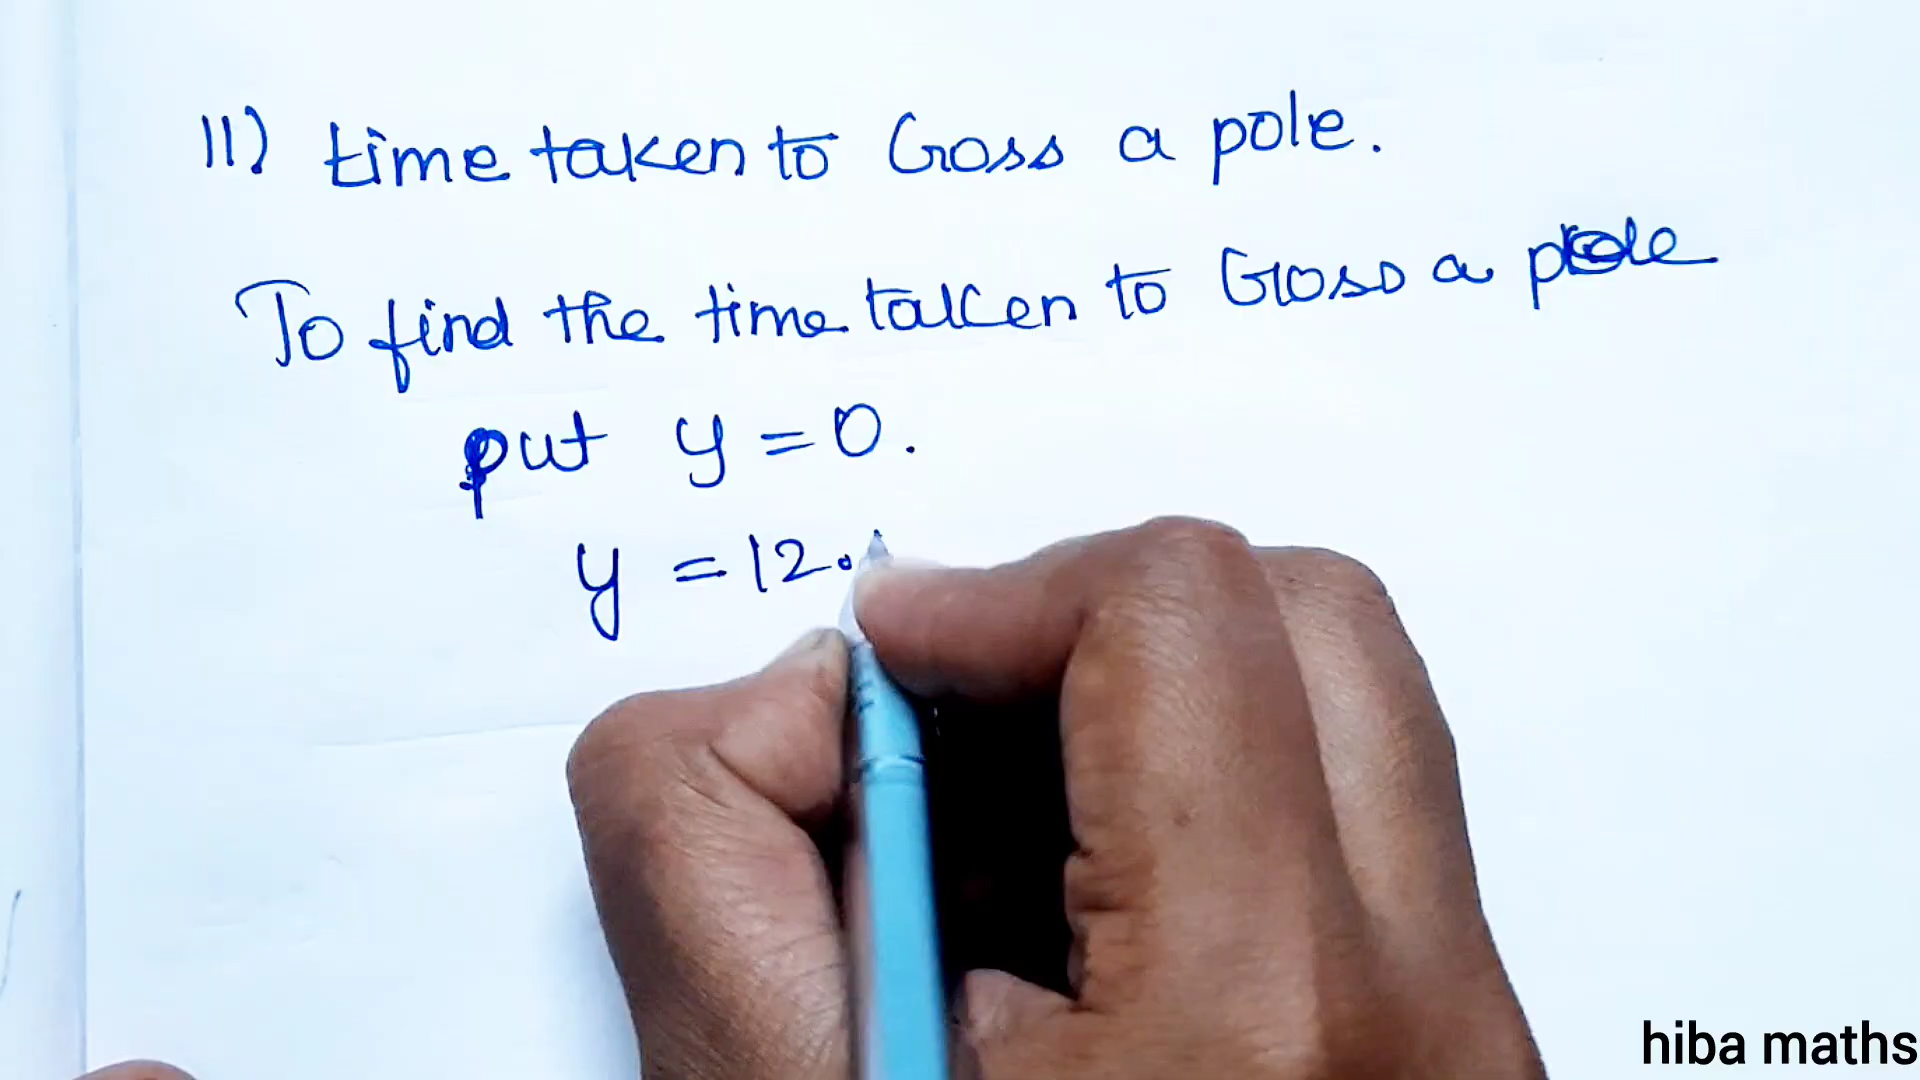 II) time taken to Cross a pole.
To find the time taken to Cross a pole
put y = 0.
y = 12.
hiba maths